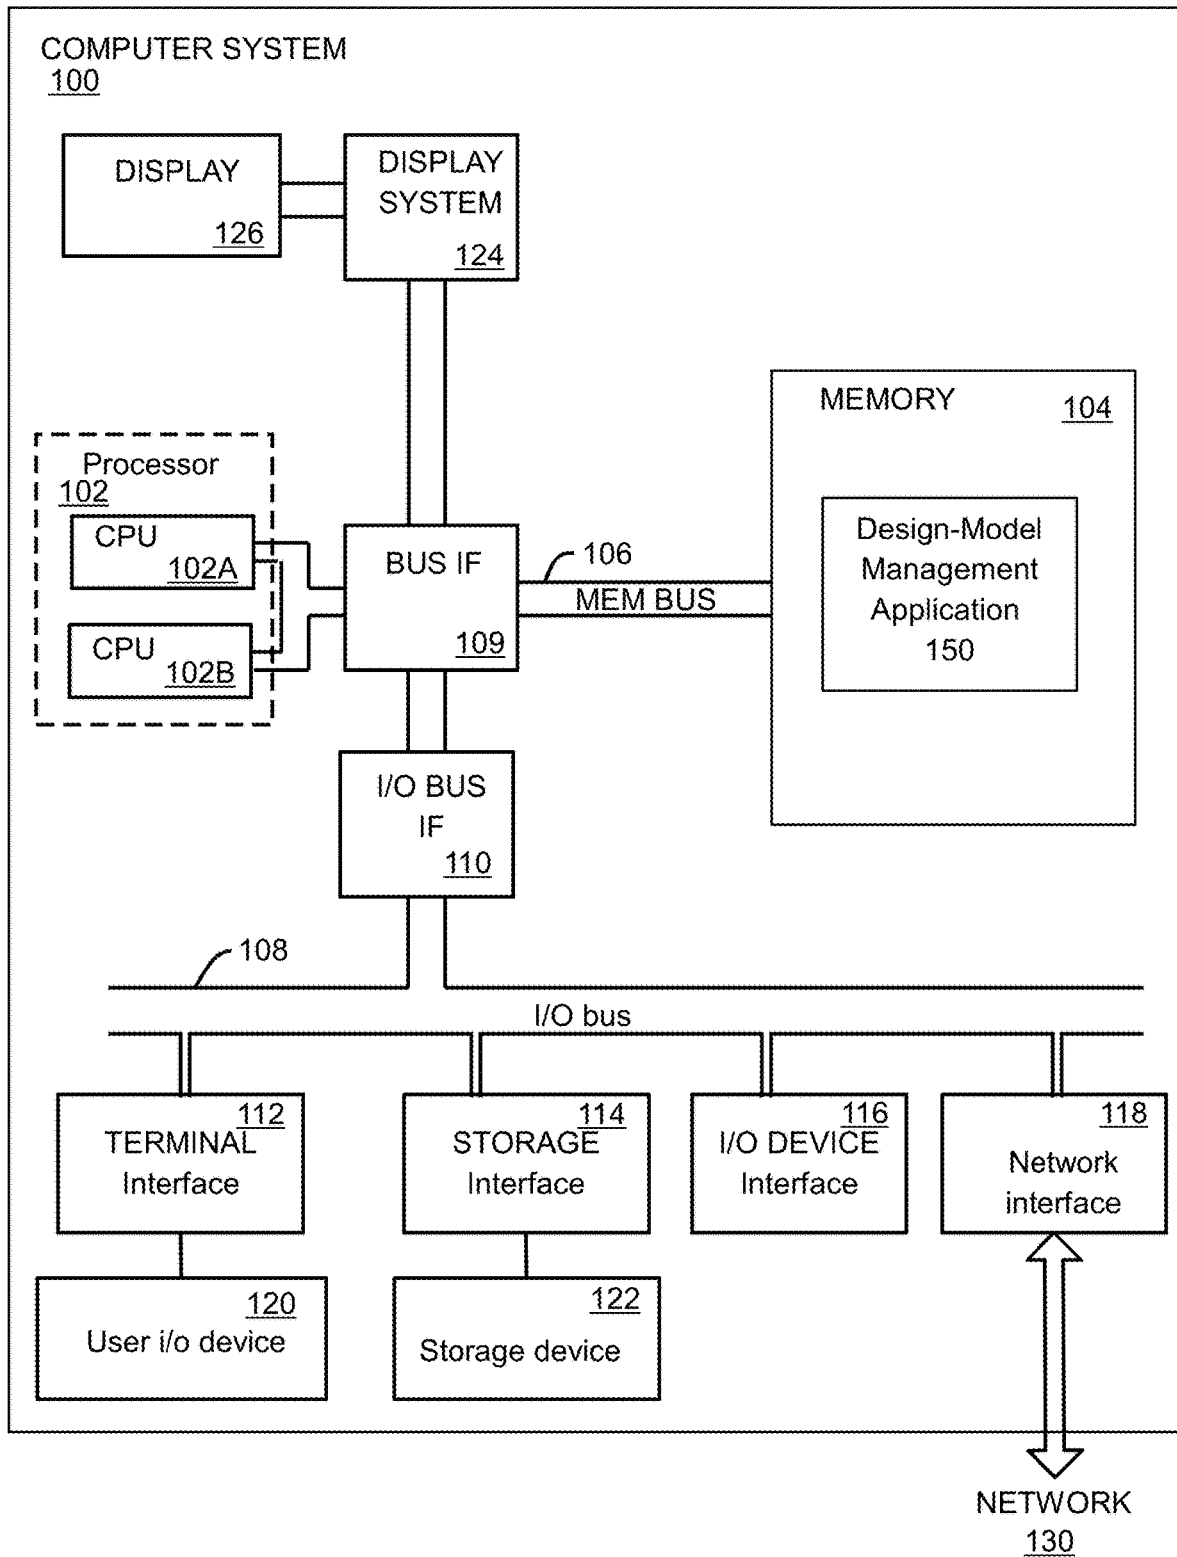 COMPUTER SYSTEM
100
DISPLAY
126
DISPLAY
SYSTEM
124
MEMORY
104
Design-Model
Management
Application
150
Processor
102
CPU
102A
CPU
102B
BUS IF
109
106
MEM BUS
I/O BUS
IF
110
108
I/O bus
112
TERMINAL
Interface
114
STORAGE
Interface
116
I/O DEVICE
Interface
118
Network
interface
120
User i/o device
122
Storage device
NETWORK
130